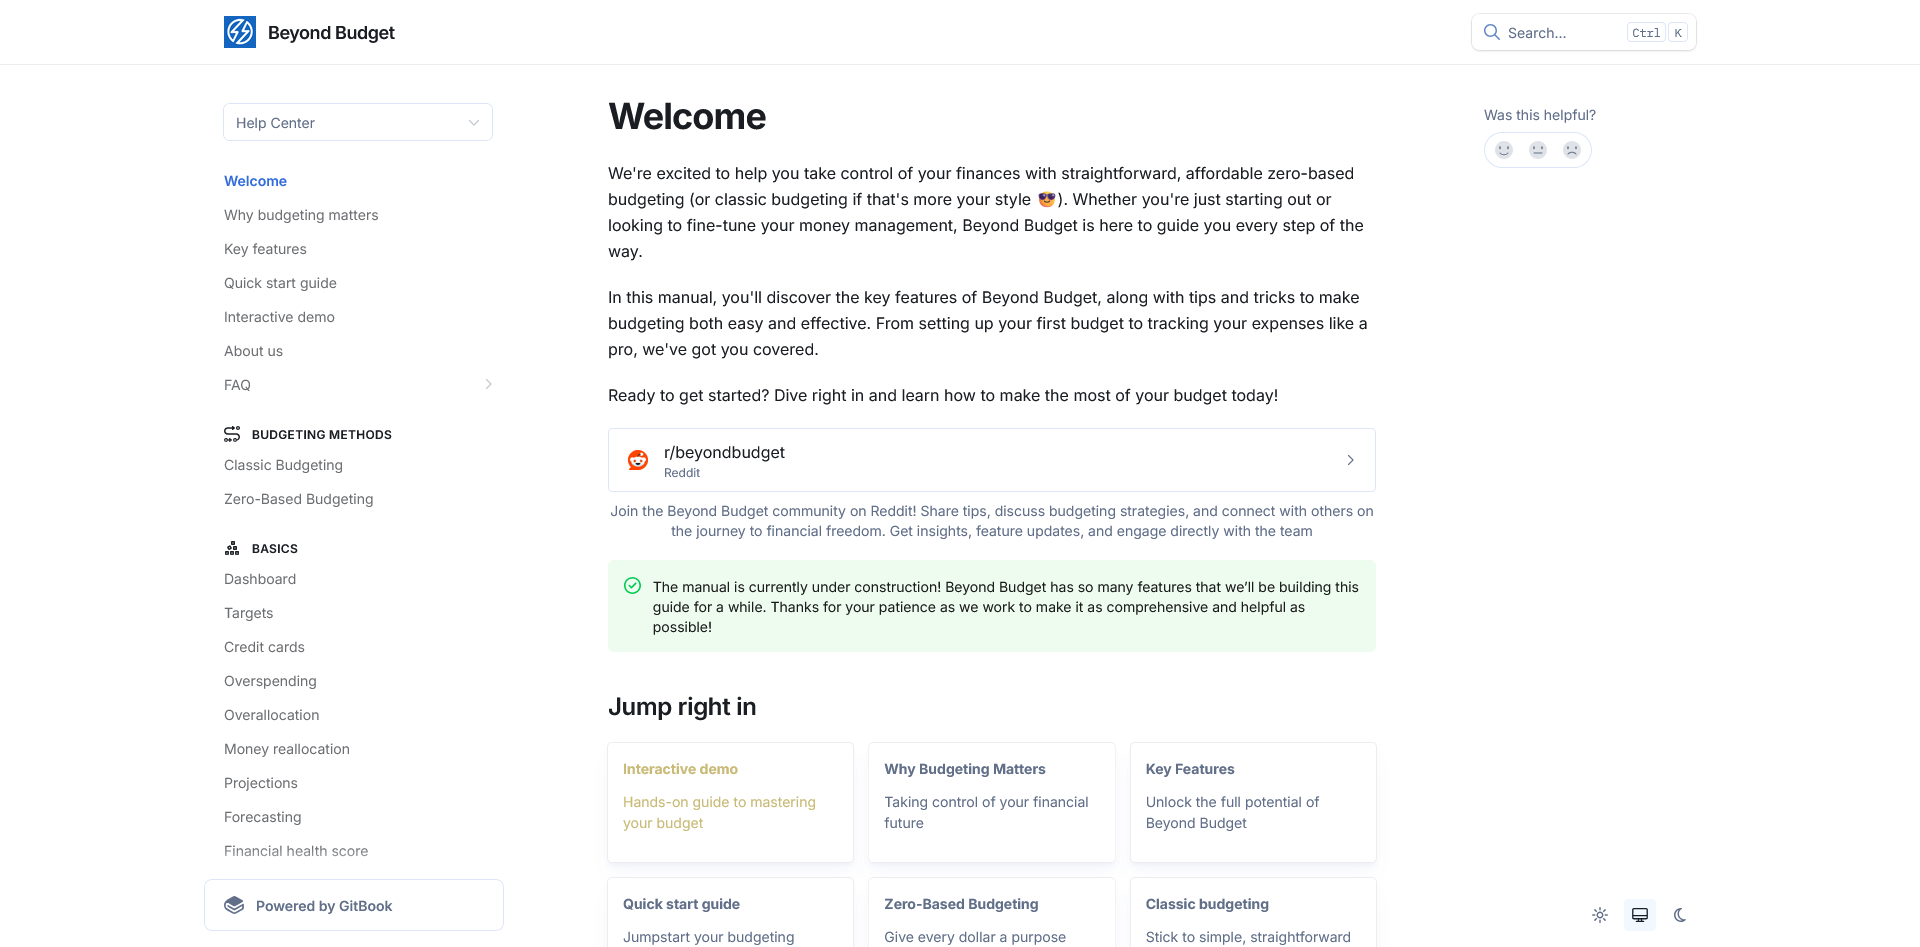 Beyond Budget
Search...
Ctrl K
Help Center
Welcome
Why budgeting matters
Key features
Quick start guide
Interactive demo
About us
FAQ
BUDGETING METHODS
Classic Budgeting
Zero-Based Budgeting
BASICS
Dashboard
Targets
Credit cards
Overspending
Overallocation
Money reallocation
Projections
Forecasting
Financial health score
Powered by GitBook
Welcome
We're excited to help you take control of your finances with straightforward, affordable zero-based
budgeting (or classic budgeting if that's more your style 😎). Whether you're just starting out or
looking to fine-tune your money management, Beyond Budget is here to guide you every step of the
way.
In this manual, you'll discover the key features of Beyond Budget, along with tips and tricks to make
budgeting both easy and effective. From setting up your first budget to tracking your expenses like a
pro, we've got you covered.
Ready to get started? Dive right in and learn how to make the most of your budget today!
r/beyondbudget
Reddit
Join the Beyond Budget community on Reddit! Share tips, discuss budgeting strategies, and connect with others on
the journey to financial freedom. Get insights, feature updates, and engage directly with the team
The manual is currently under construction! Beyond Budget has so many features that we’ll be building this
guide for a while. Thanks for your patience as we work to make it as comprehensive and helpful as
possible!
Jump right in
Interactive demo
Hands-on guide to mastering
your budget
Why Budgeting Matters
Taking control of your financial
future
Key Features
Unlock the full potential of
Beyond Budget
Quick start guide
Jumpstart your budgeting
Zero-Based Budgeting
Give every dollar a purpose
Classic budgeting
Stick to simple, straightforward
Was this helpful?